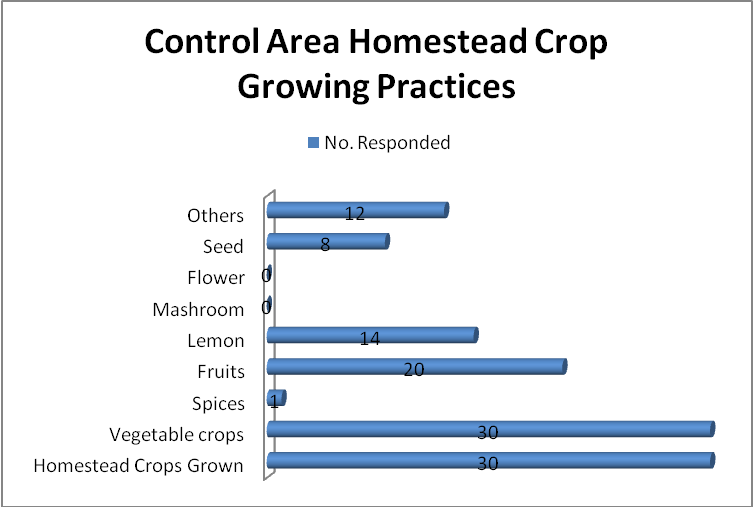 Control Area Homestead Crop
Growing Practices
No. Responded
Others 12
Seed 8
Flower 0
Mashroom 0
Lemon 14
Fruits 20
Spices 1
Vegetable crops 30
Homestead Crops Grown 30